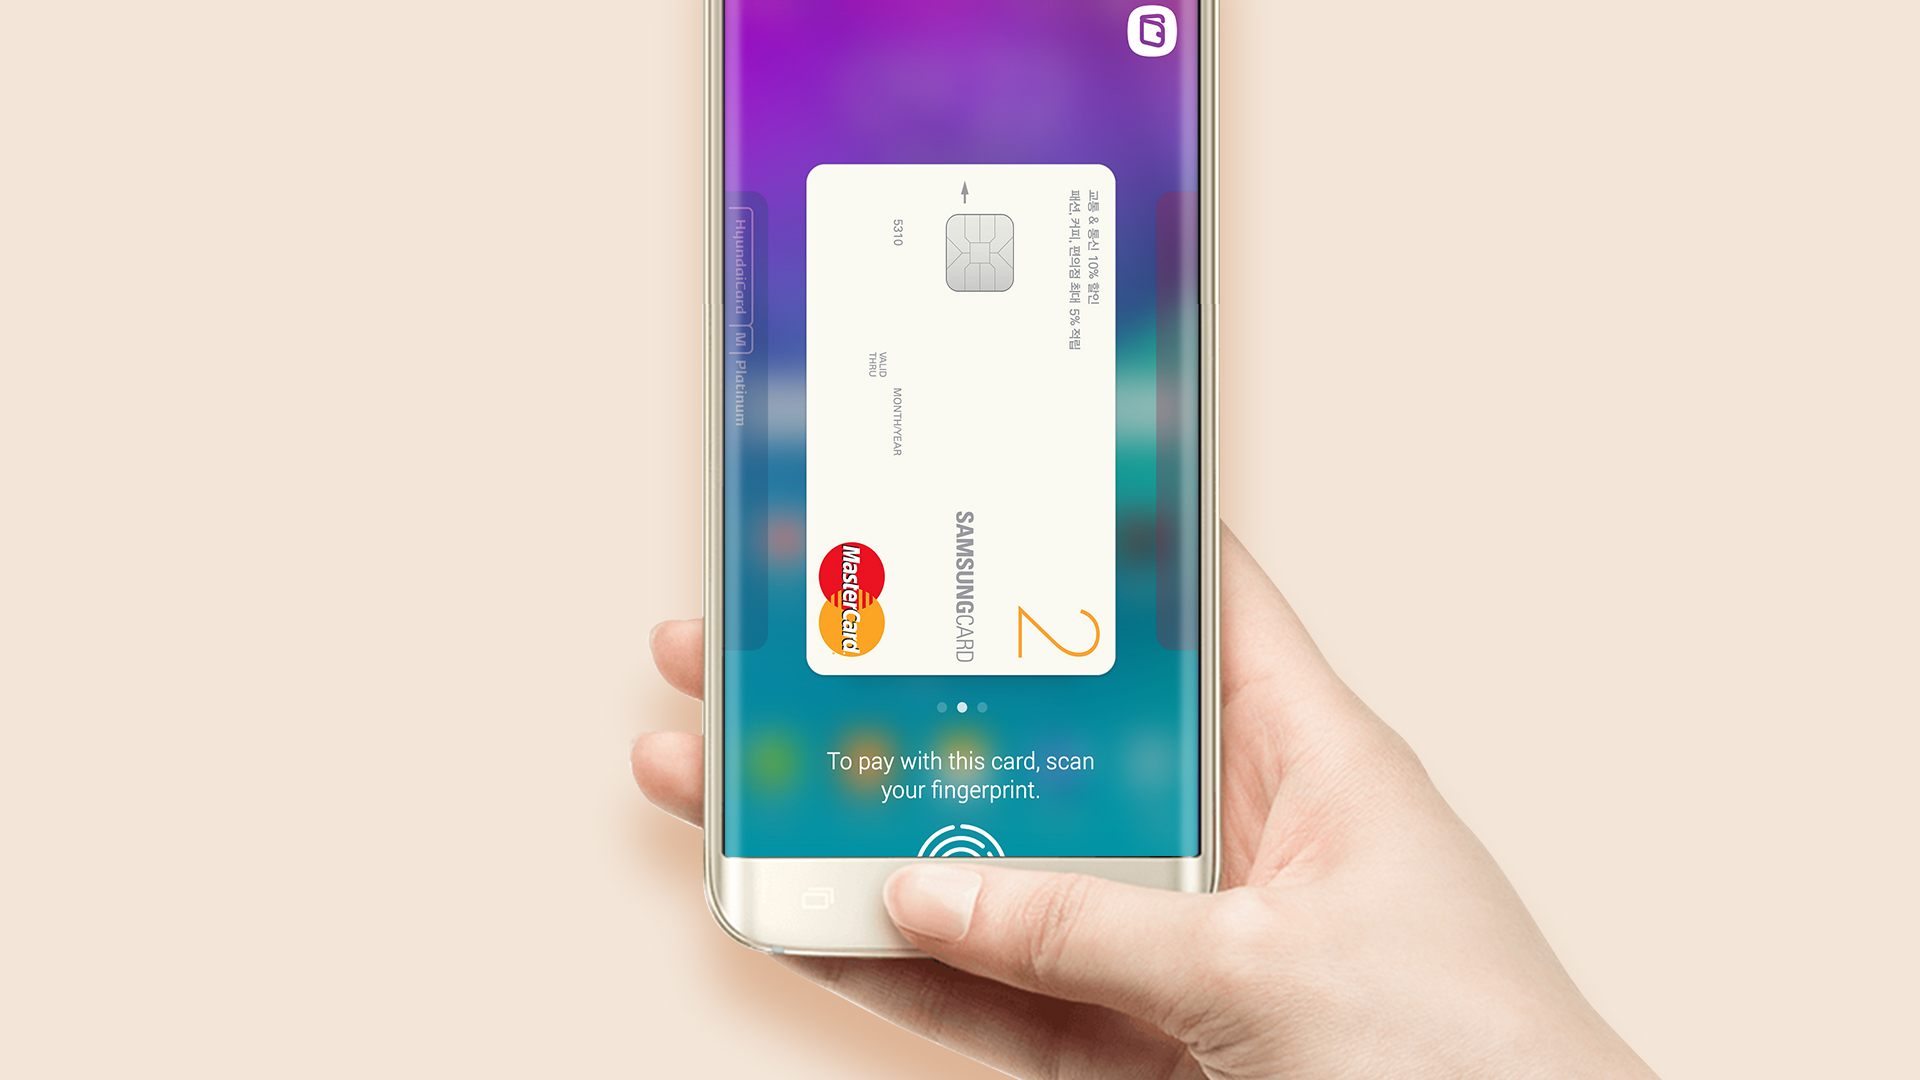 HyundaiCard M Platinum
교통 & 통신 10% 할인
패션, 커피, 편의점 최대 5% 적립
5310
VALID
THRU
MONTH/YEAR
SAMSUNGCARD
2
MasterCard
To pay with this card, scan
your fingerprint.